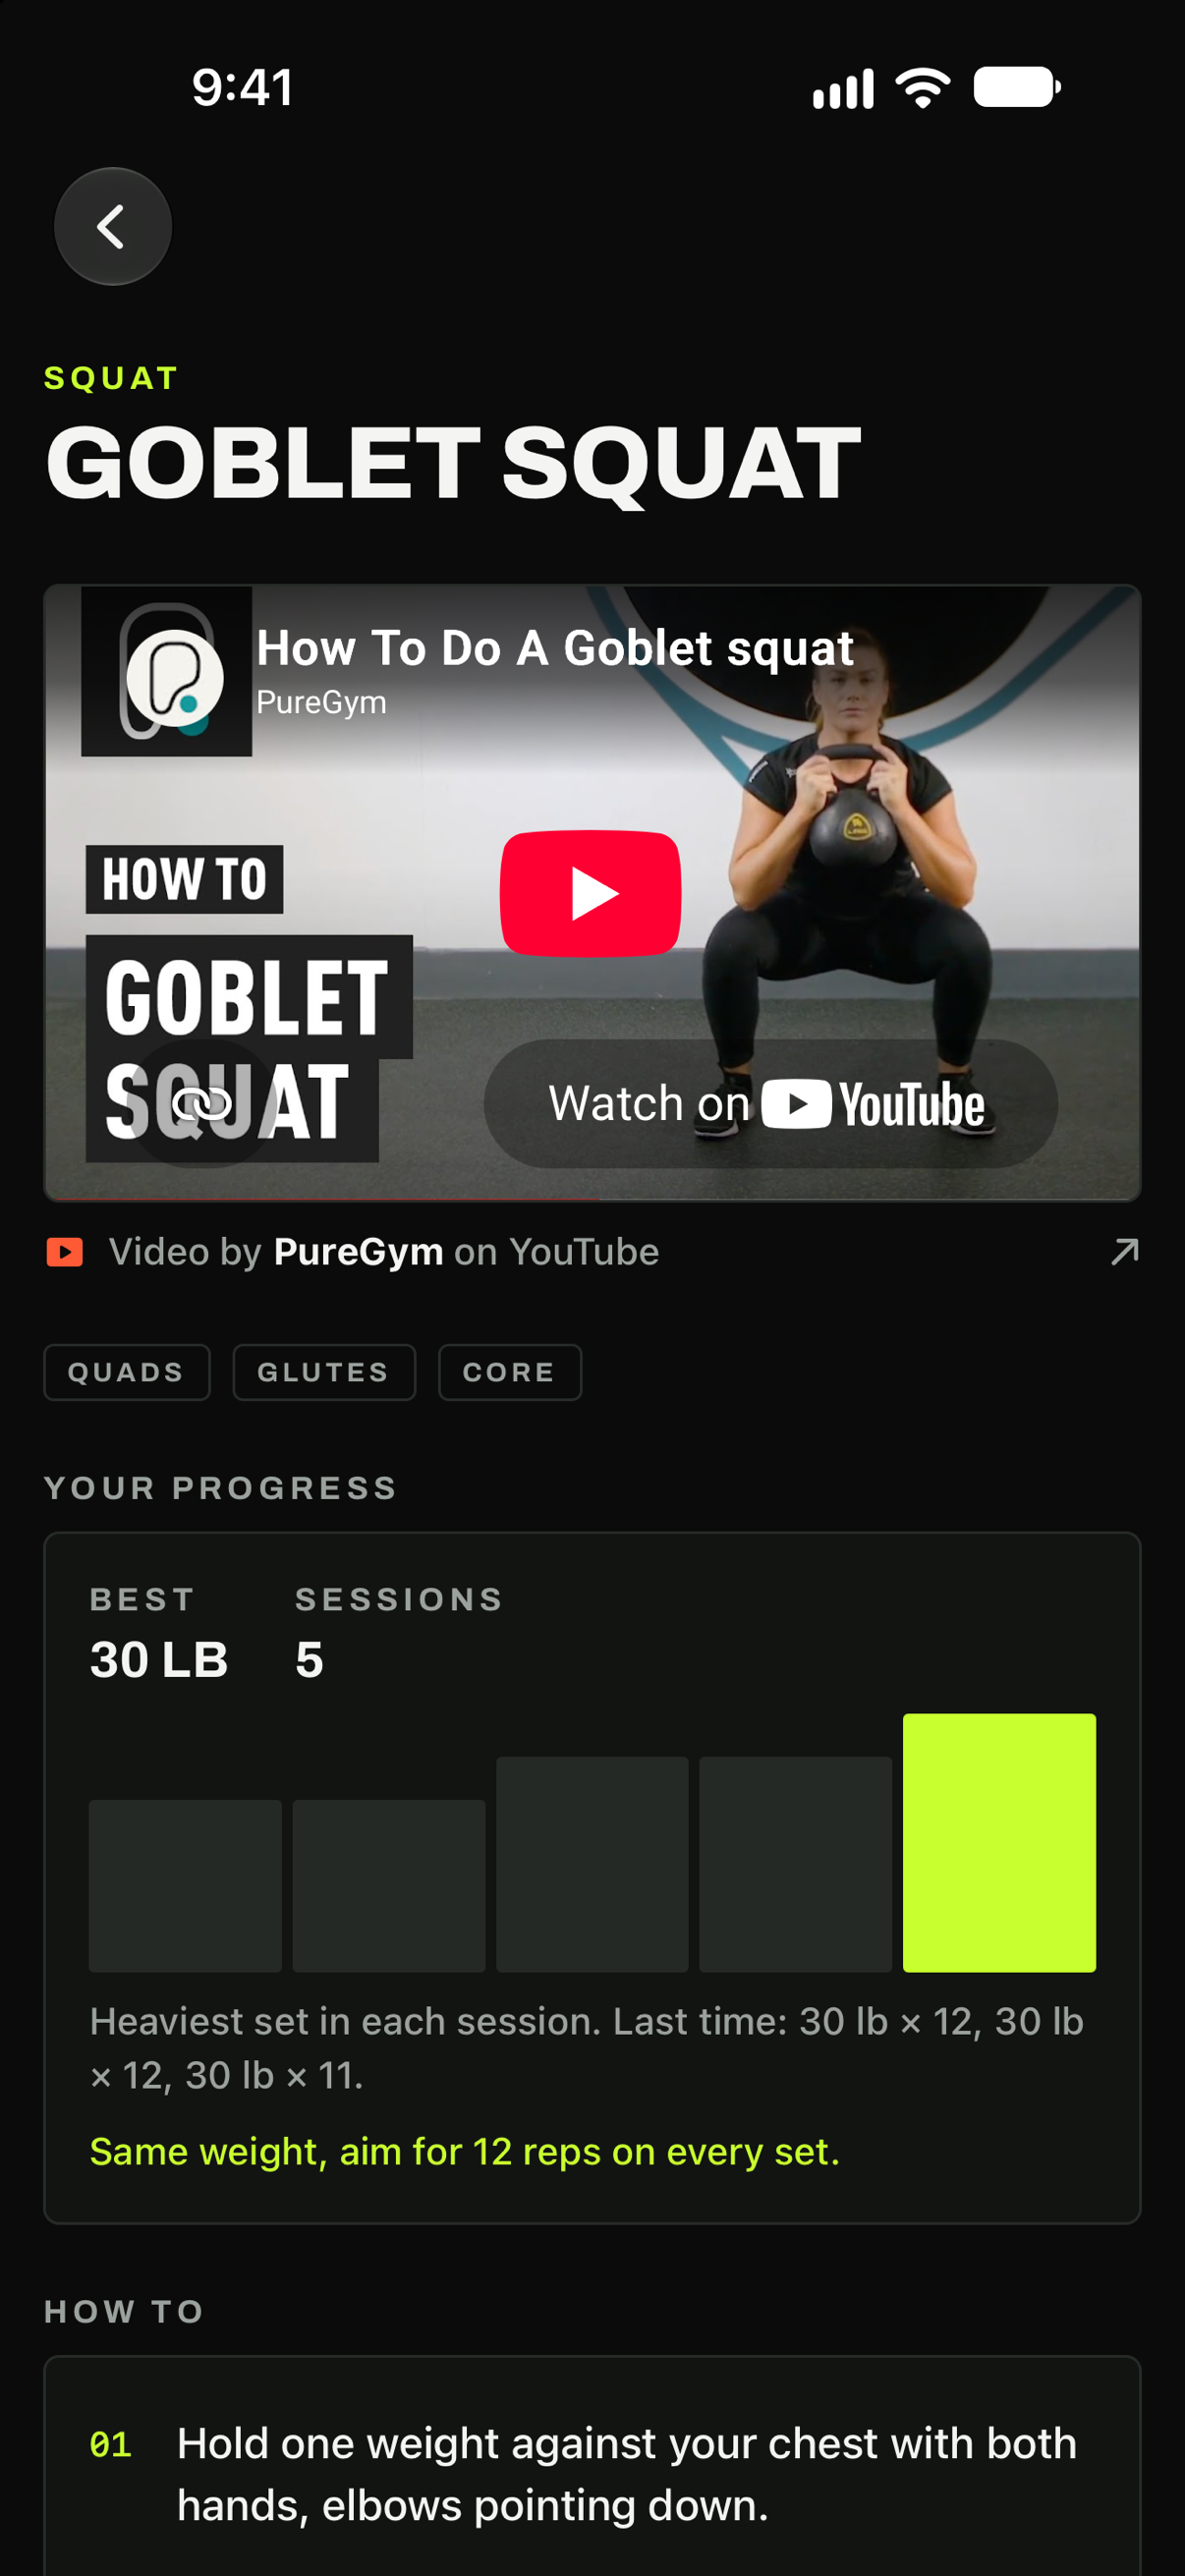 9:41
SQUAT
GOBLET SQUAT
How To Do A Goblet squat
PureGym
HOW TO
GOBLET
SQUAT
Watch on YouTube
Video by PureGym on YouTube
QUADS
GLUTES
CORE
YOUR PROGRESS
BEST
SESSIONS
30 LB
5
Heaviest set in each session. Last time: 30 lb × 12, 30 lb
× 12, 30 lb × 11.
Same weight, aim for 12 reps on every set.
HOW TO
01 Hold one weight against your chest with both
hands, elbows pointing down.